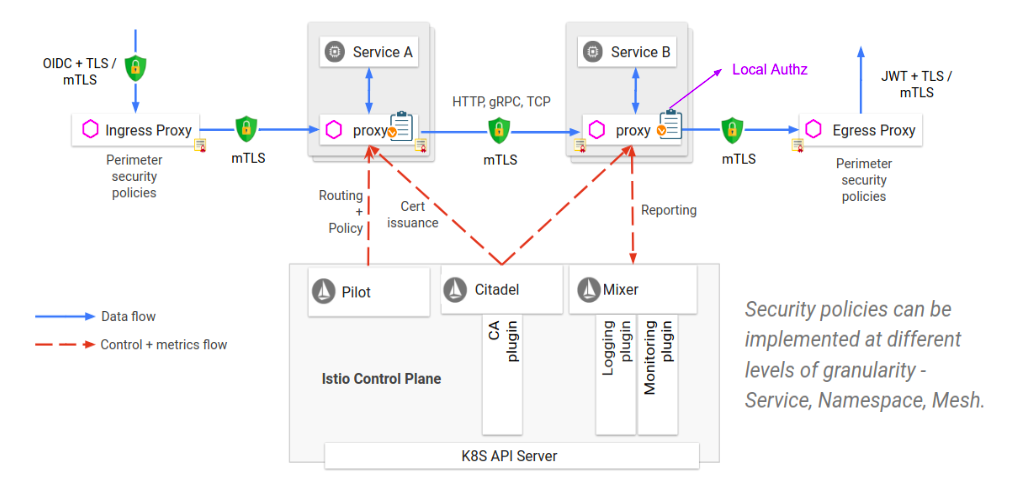 OIDC + TLS /
mTLS
Service A
Service B
Local Authz
JWT + TLS /
mTLS
HTTP, gRPC, TCP
Ingress Proxy
mTLS
proxy
mTLS
proxy
mTLS
Egress Proxy
Perimeter
security
policies
Perimeter
security
policies
Routing
+
Policy
Cert
issuance
Reporting
Pilot
Citadel
Mixer
CA
plugin
Logging
plugin
Monitoring
plugin
Data flow
Control + metrics flow
Istio Control Plane
K8S API Server
Security policies can be
implemented at different
levels of granularity -
Service, Namespace, Mesh.